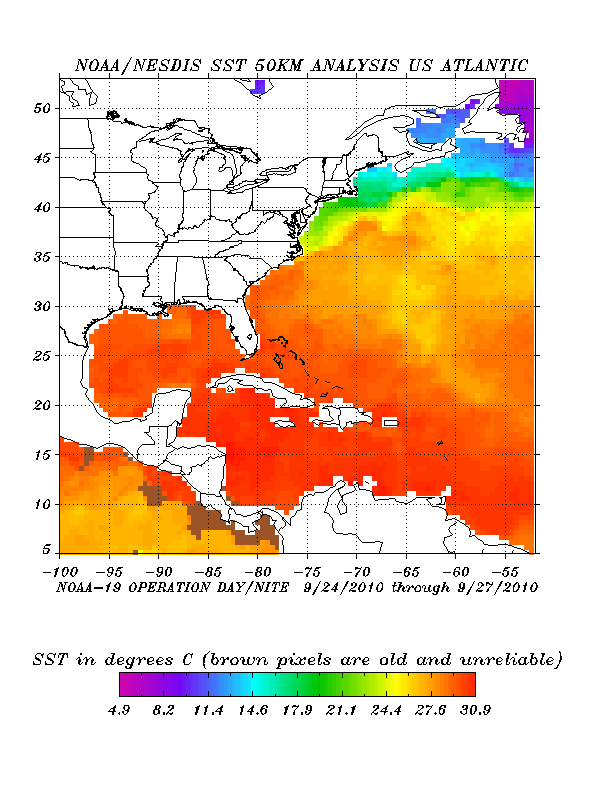 NOAA/NESDIS SST 50KM ANALYSIS US ATLANTIC
50
45
40
35
30
25
20
15
10
5
-100 -95 -90 -85 -80 -75 -70 -65 -60 -55
NOAA-19 OPERATION DAY/NITE 9/24/2010 through 9/27/2010
SST in degrees C (brown pixels are old and unreliable)
4.9 8.2 11.4 14.6 17.9 21.1 24.4 27.6 30.9